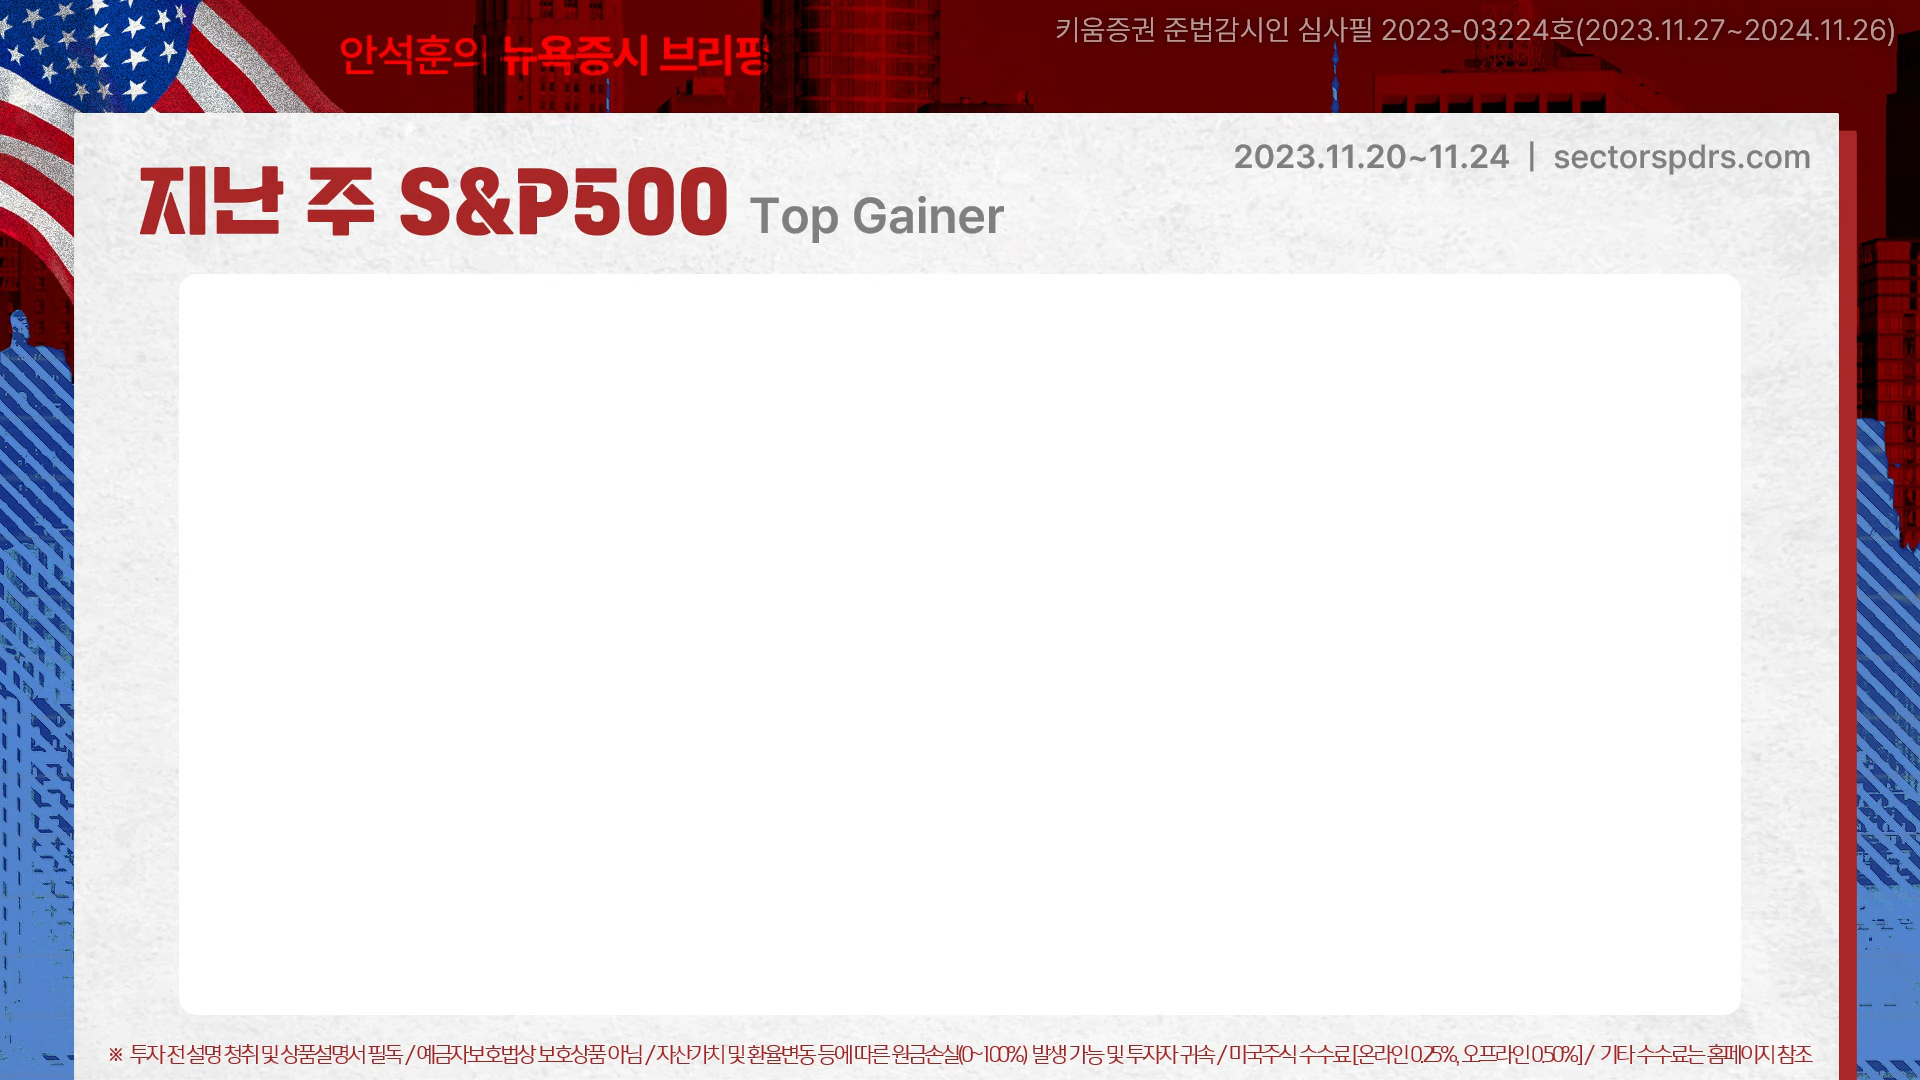 안석훈의 뉴욕증시 브리핑
키움증권 준법감시인 심사필 2023-03224호(2023.11.27~2024.11.26)
2023.11.20~11.24 | sectorspdrs.com
지난 주 S&P500 Top Gainer
※ 투자 전 설명 청취 및 상품설명서 필독 / 예금자보호법상 보호상품 아님 / 자산가치 및 환율변동 등에 따른 원금손실(0~100%) 발생 가능 및 투자자 귀속 / 미국주식 수수료 [온라인 0.25%, 오프라인 0.50%] / 기타 수수료는 홈페이지 참조